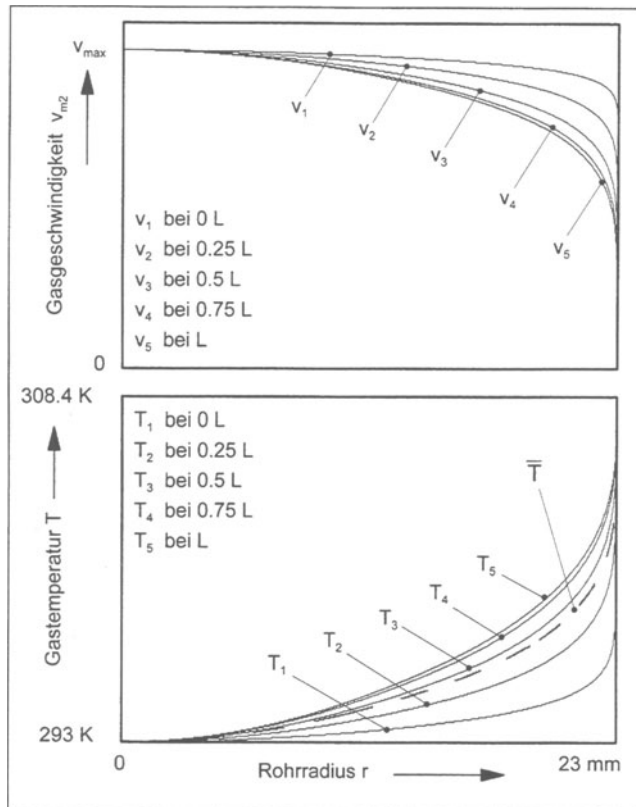 v_max
Gasgeschwindigkeit v_m2
v₁
v₂
v₃
v₄
v₅
v₁ bei 0 L
v₂ bei 0.25 L
v₃ bei 0.5 L
v₄ bei 0.75 L
v₅ bei L
0
308.4 K
Gastemperatur T
T₁ bei 0 L
T₂ bei 0.25 L
T₃ bei 0.5 L
T₄ bei 0.75 L
T₅ bei L
T̿
T₅
T₄
T₃
T₂
T₁
293 K
0
Rohrradius r
23 mm